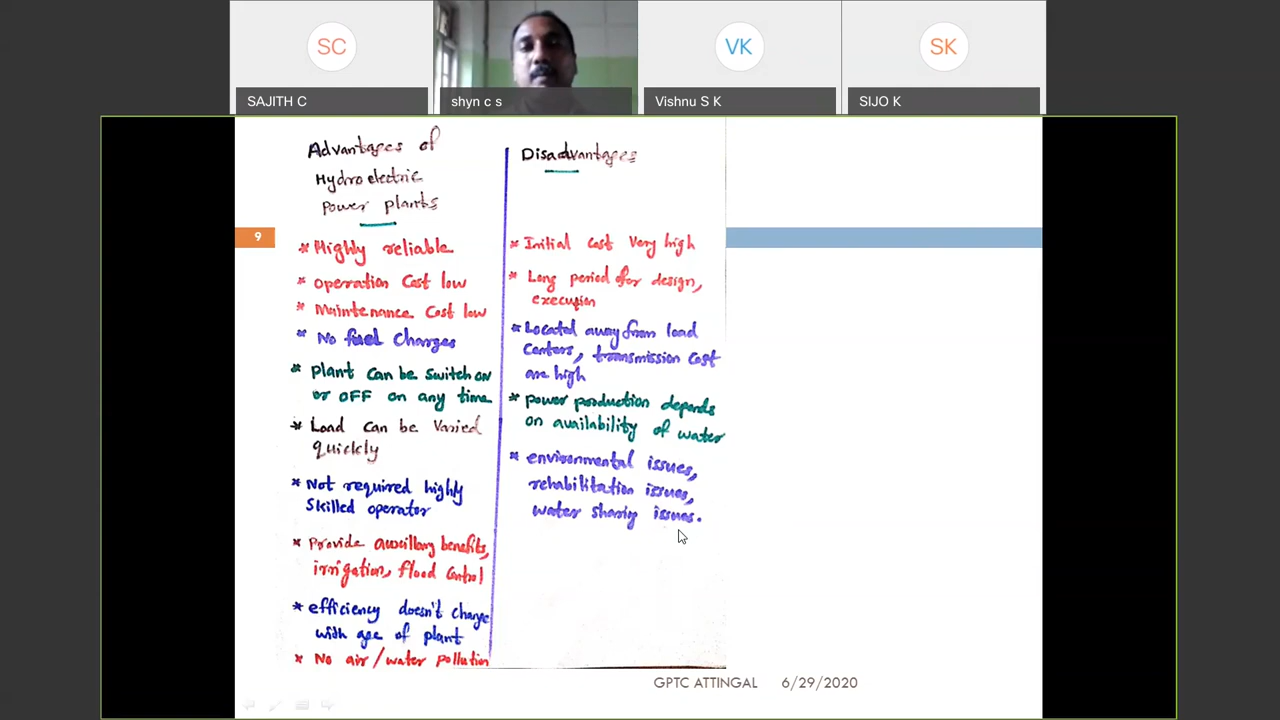 SC
SAJITH C
shyn c s
VK
Vishnu S K
SK
SIJO K
Advantages of
Hydroelectric
Power plants
9
* Highly reliable
* Operation Cost low
* Maintenance Cost low
* No fuel Charges
* Plant Can be Switch on
or OFF on any time
* Load Can be Varied
quickly
* Not required highly
Skilled operator
* Provide auxillary benefits,
irrigation, flood Control
* efficiency doesn't change
with age of plant
* No air/water pollution
Disadvantages
* Initial Cost Very high
* Long period for design,
execution
* Located away from load
Centers, transmission Cost
are high
* power production depends
on availability of water
* environmental issues,
rehabilitation issues,
water sharing issues.
GPTC ATTINGAL 6/29/2020